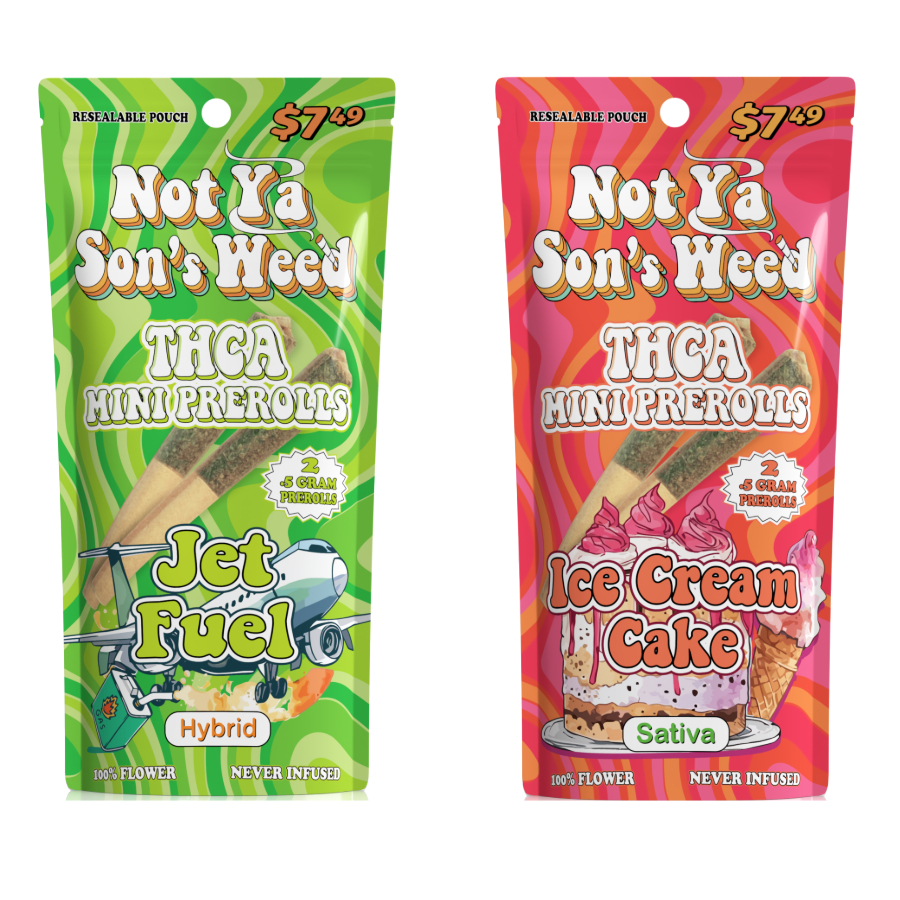 RESEALABLE POUCH
$7.49
Not Ya
Son's Weed
THCA
MINI PREROLLS
2
.5 GRAM
PREROLLS
Jet
Fuel
Hybrid
100% FLOWER
NEVER INFUSED
RESEALABLE POUCH
$7.49
Not Ya
Son's Weed
THCA
MINI PREROLLS
2
.5 GRAM
PREROLLS
Ice Cream
Cake
Sativa
100% FLOWER
NEVER INFUSED